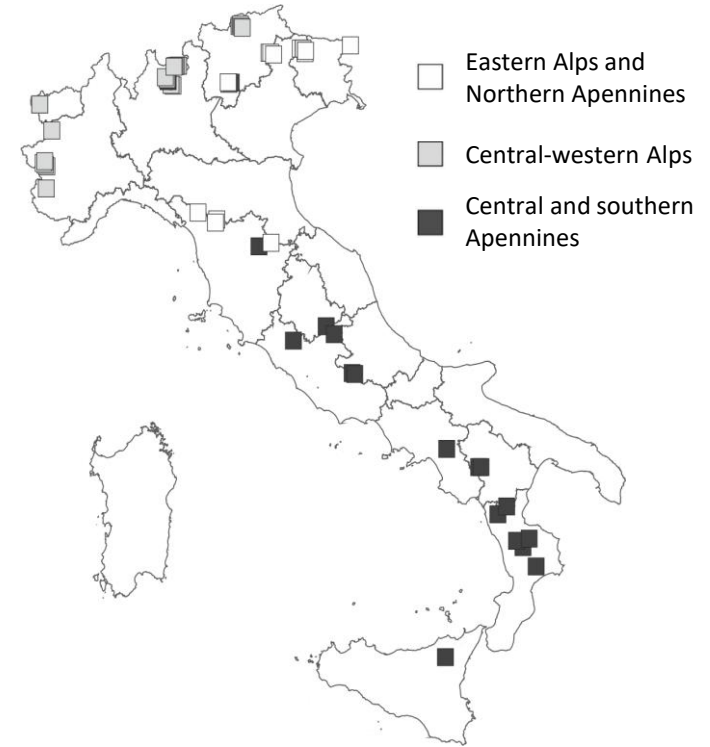 Eastern Alps and
Northern Apennines
Central-western Alps
Central and southern
Apennines